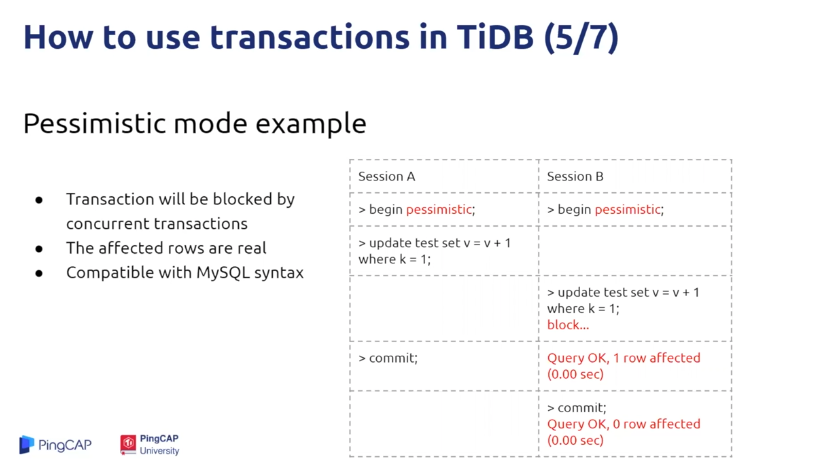 How to use transactions in TiDB (5/7)
Pessimistic mode example
● Transaction will be blocked by
concurrent transactions
● The affected rows are real
● Compatible with MySQL syntax
Session A
Session B
> begin pessimistic;
> begin pessimistic;
> update test set v = v + 1
where k = 1;
> update test set v = v + 1
where k = 1;
block...
> commit;
Query OK, 1 row affected
(0.00 sec)
> commit;
Query OK, 0 row affected
(0.00 sec)
PingCAP
PingCAP
University